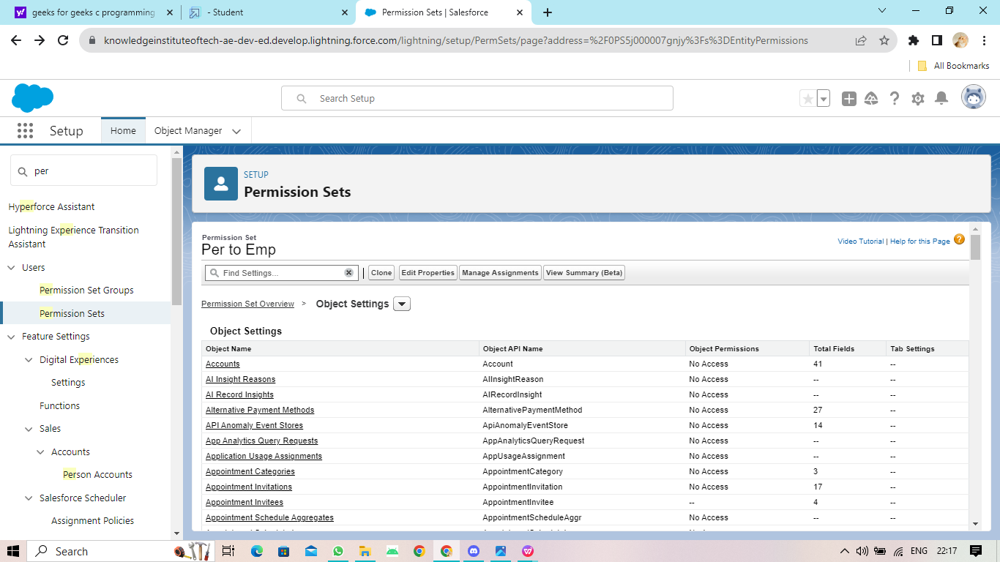 geeks for geeks c programming
- Student
Permission Sets | Salesforce
knowledgeinstituteoftech-ae-dev-ed.develop.lightning.force.com/lightning/setup/PermSets/page?address=%2F0PS5j000007gnjy%3Fs%3DEntityPermissions
All Bookmarks
Search Setup
Setup
Home
Object Manager
per
Hyperforce Assistant
Lightning Experience Transition
Assistant
Users
Permission Set Groups
Permission Sets
Feature Settings
Digital Experiences
Settings
Functions
Sales
Accounts
Person Accounts
Salesforce Scheduler
Assignment Policies
SETUP
Permission Sets
Permission Set
Per to Emp
Video Tutorial | Help for this Page ?
Find Settings...
Clone
Edit Properties
Manage Assignments
View Summary (Beta)
Permission Set Overview > Object Settings
Object Settings
Object Name Object API Name Object Permissions Total Fields Tab Settings
Accounts Account No Access 41 --
AI Insight Reasons AIInsightReason No Access -- --
AI Record Insights AIRecordInsight No Access -- --
Alternative Payment Methods AlternativePaymentMethod No Access 27 --
API Anomaly Event Stores ApiAnomalyEventStore No Access 14 --
App Analytics Query Requests AppAnalyticsQueryRequest No Access -- --
Application Usage Assignments AppUsageAssignment No Access -- --
Appointment Categories AppointmentCategory No Access 3 --
Appointment Invitations AppointmentInvitation No Access 17 --
Appointment Invitees AppointmentInvitee -- 4 --
Appointment Schedule Aggregates AppointmentScheduleAggr No Access -- --
Search
ENG
22:17